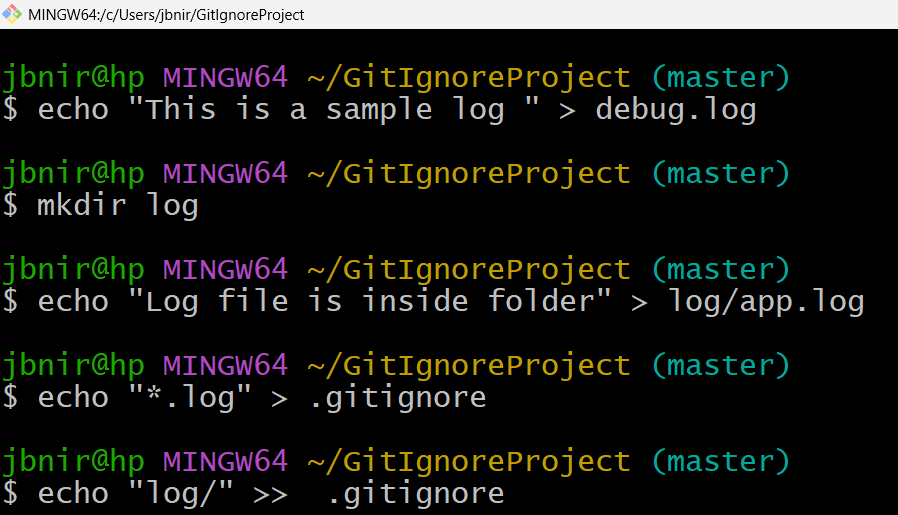 MINGW64:/c/Users/jbnir/GitIgnoreProject
jbnir@hp MINGW64 ~/GitIgnoreProject (master)
$ echo "This is a sample log " > debug.log
jbnir@hp MINGW64 ~/GitIgnoreProject (master)
$ mkdir log
jbnir@hp MINGW64 ~/GitIgnoreProject (master)
$ echo "Log file is inside folder" > log/app.log
jbnir@hp MINGW64 ~/GitIgnoreProject (master)
$ echo "*.log" > .gitignore
jbnir@hp MINGW64 ~/GitIgnoreProject (master)
$ echo "log/" >>  .gitignore